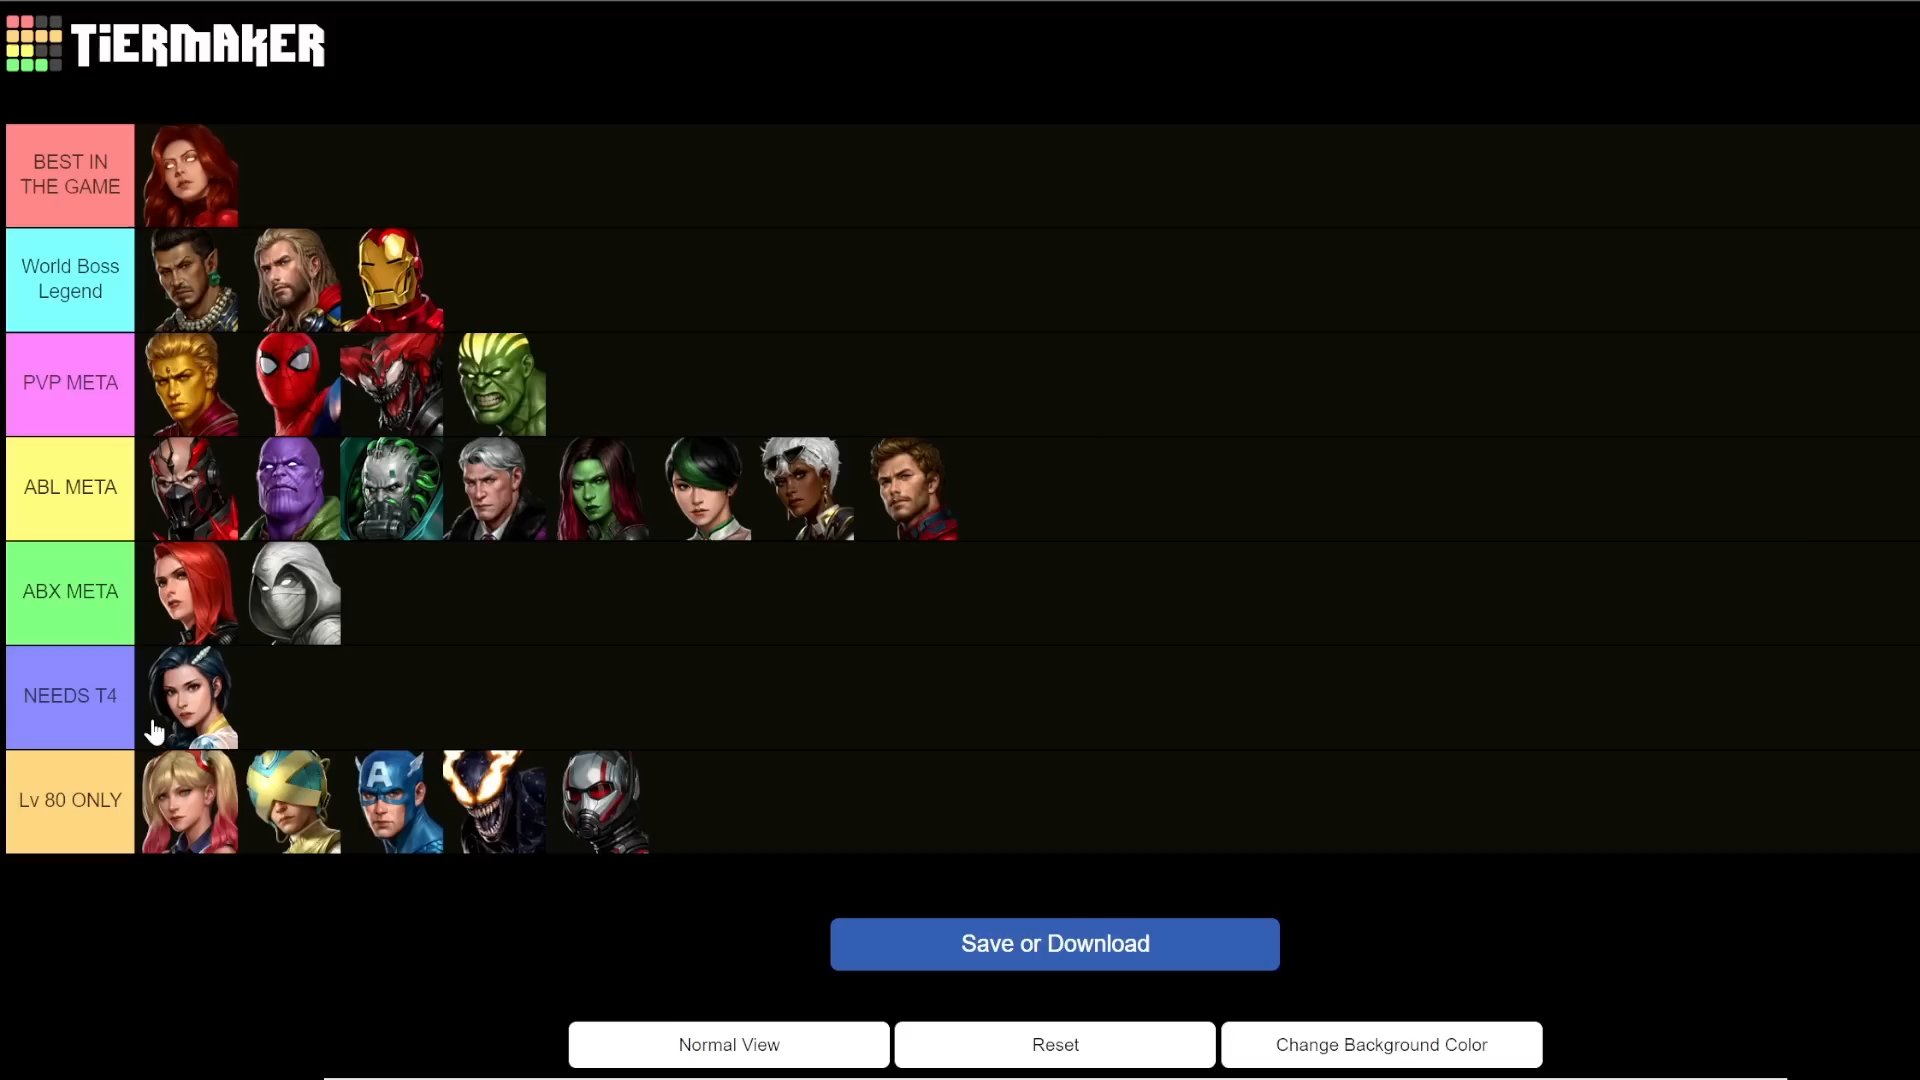 TiERMAKER
BEST IN
THE GAME
World Boss
Legend
PVP META
ABL META
ABX META
NEEDS T4
Lv 80 ONLY
A
Save or Download
Normal View
Reset
Change Background Color